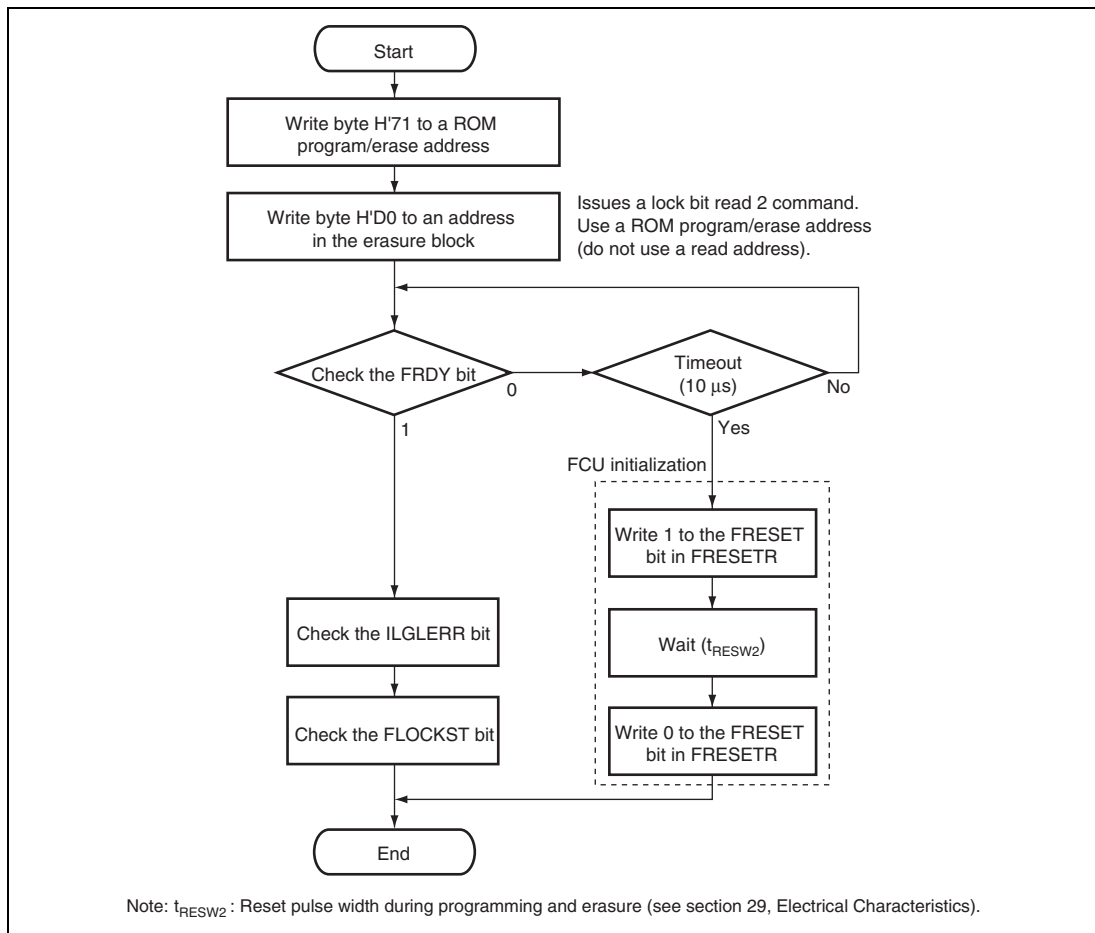 Start
Write byte H'71 to a ROM
program/erase address
Write byte H'D0 to an address
in the erasure block
Issues a lock bit read 2 command.
Use a ROM program/erase address
(do not use a read address).
Check the FRDY bit
0
1
Timeout
(10 μs)
No
Yes
FCU initialization
Write 1 to the FRESET
bit in FRESETR
Wait (tRESW2)
Write 0 to the FRESET
bit in FRESETR
Check the ILGLERR bit
Check the FLOCKST bit
End
Note: tRESW2 : Reset pulse width during programming and erasure (see section 29, Electrical Characteristics).